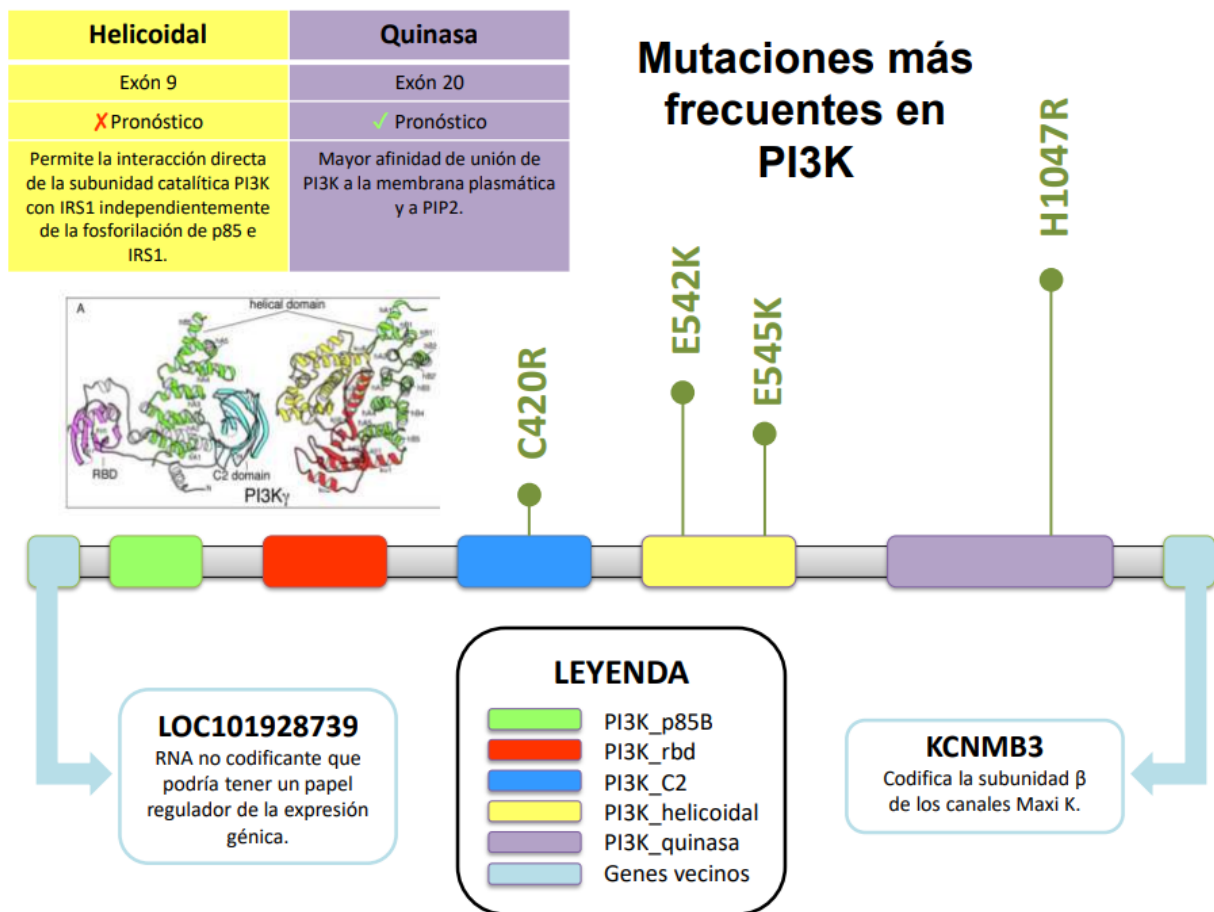 Helicoidal
Quinasa
Exón 9
Exón 20
✗Pronóstico
✓ Pronóstico
Permite la interacción directa
de la subunidad catalítica PI3K
con IRS1 independientemente
de la fosforilación de p85 e
IRS1.
Mayor afinidad de unión de
PI3K a la membrana plasmática
y a PIP2.
Mutaciones más
frecuentes en
PI3K
A
helical domain
RBD
C2 domain
PI3Kγ
C420R
E542K
E545K
H1047R
LOC101928739
RNA no codificante que
podría tener un papel
regulador de la expresión
génica.
LEYENDA
PI3K_p85B
PI3K_rbd
PI3K_C2
PI3K_helicoidal
PI3K_quinasa
Genes vecinos
KCNMB3
Codifica la subunidad β
de los canales Maxi K.